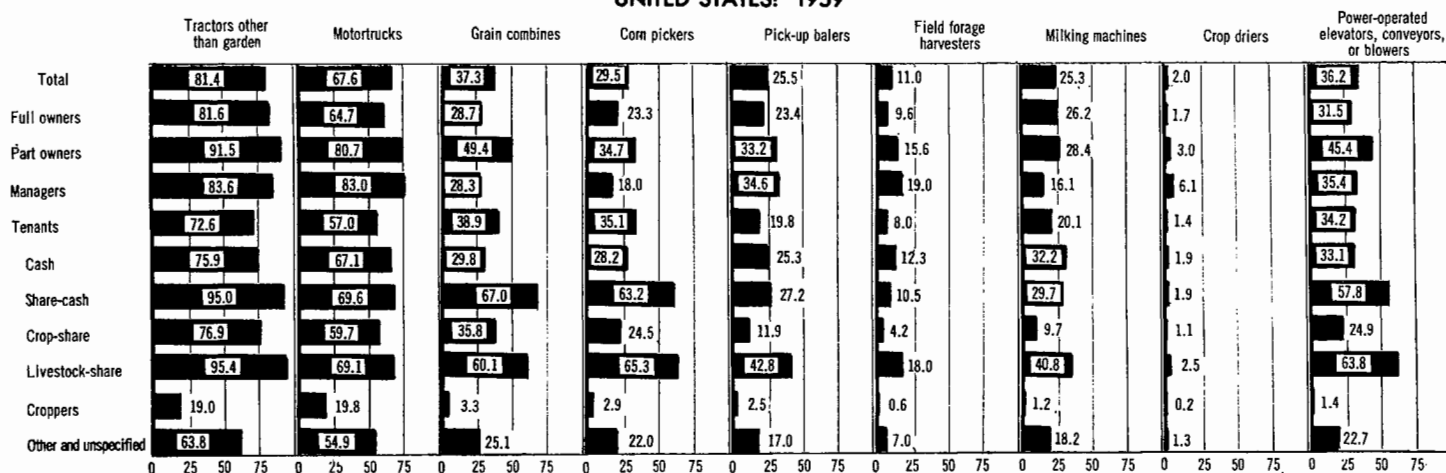 UNITED STATES: 1959
Tractors other than garden Motortrucks Grain combines Corn pickers Pick-up balers Field forage harvesters Milking machines Crop driers Power-operated elevators, conveyors, or blowers
Total 81.4 67.6 37.3 29.5 25.5 11.0 25.3 2.0 36.2
Full owners 81.6 64.7 28.7 23.3 23.4 9.6 26.2 1.7 31.5
Part owners 91.5 80.7 49.4 34.7 33.2 15.6 28.4 3.0 45.4
Managers 83.6 83.0 28.3 18.0 34.6 19.0 16.1 6.1 35.4
Tenants 72.6 57.0 38.9 35.1 19.8 8.0 20.1 1.4 34.2
Cash 75.9 67.1 29.8 28.2 25.3 12.3 32.2 1.9 33.1
Share-cash 95.0 69.6 67.0 63.2 27.2 10.5 29.7 1.9 57.8
Crop-share 76.9 59.7 35.8 24.5 11.9 4.2 9.7 1.1 24.9
Livestock-share 95.4 69.1 60.1 65.3 42.8 18.0 40.8 2.5 63.8
Croppers 19.0 19.8 3.3 2.9 2.5 0.6 1.2 0.2 1.4
Other and unspecified 63.8 54.9 25.1 22.0 17.0 7.0 18.2 1.3 22.7
0 25 50 75 0 25 50 75 0 25 50 75 0 25 50 75 0 25 50 75 0 25 50 75 0 25 50 75 0 25 50 75 0 25 50 75